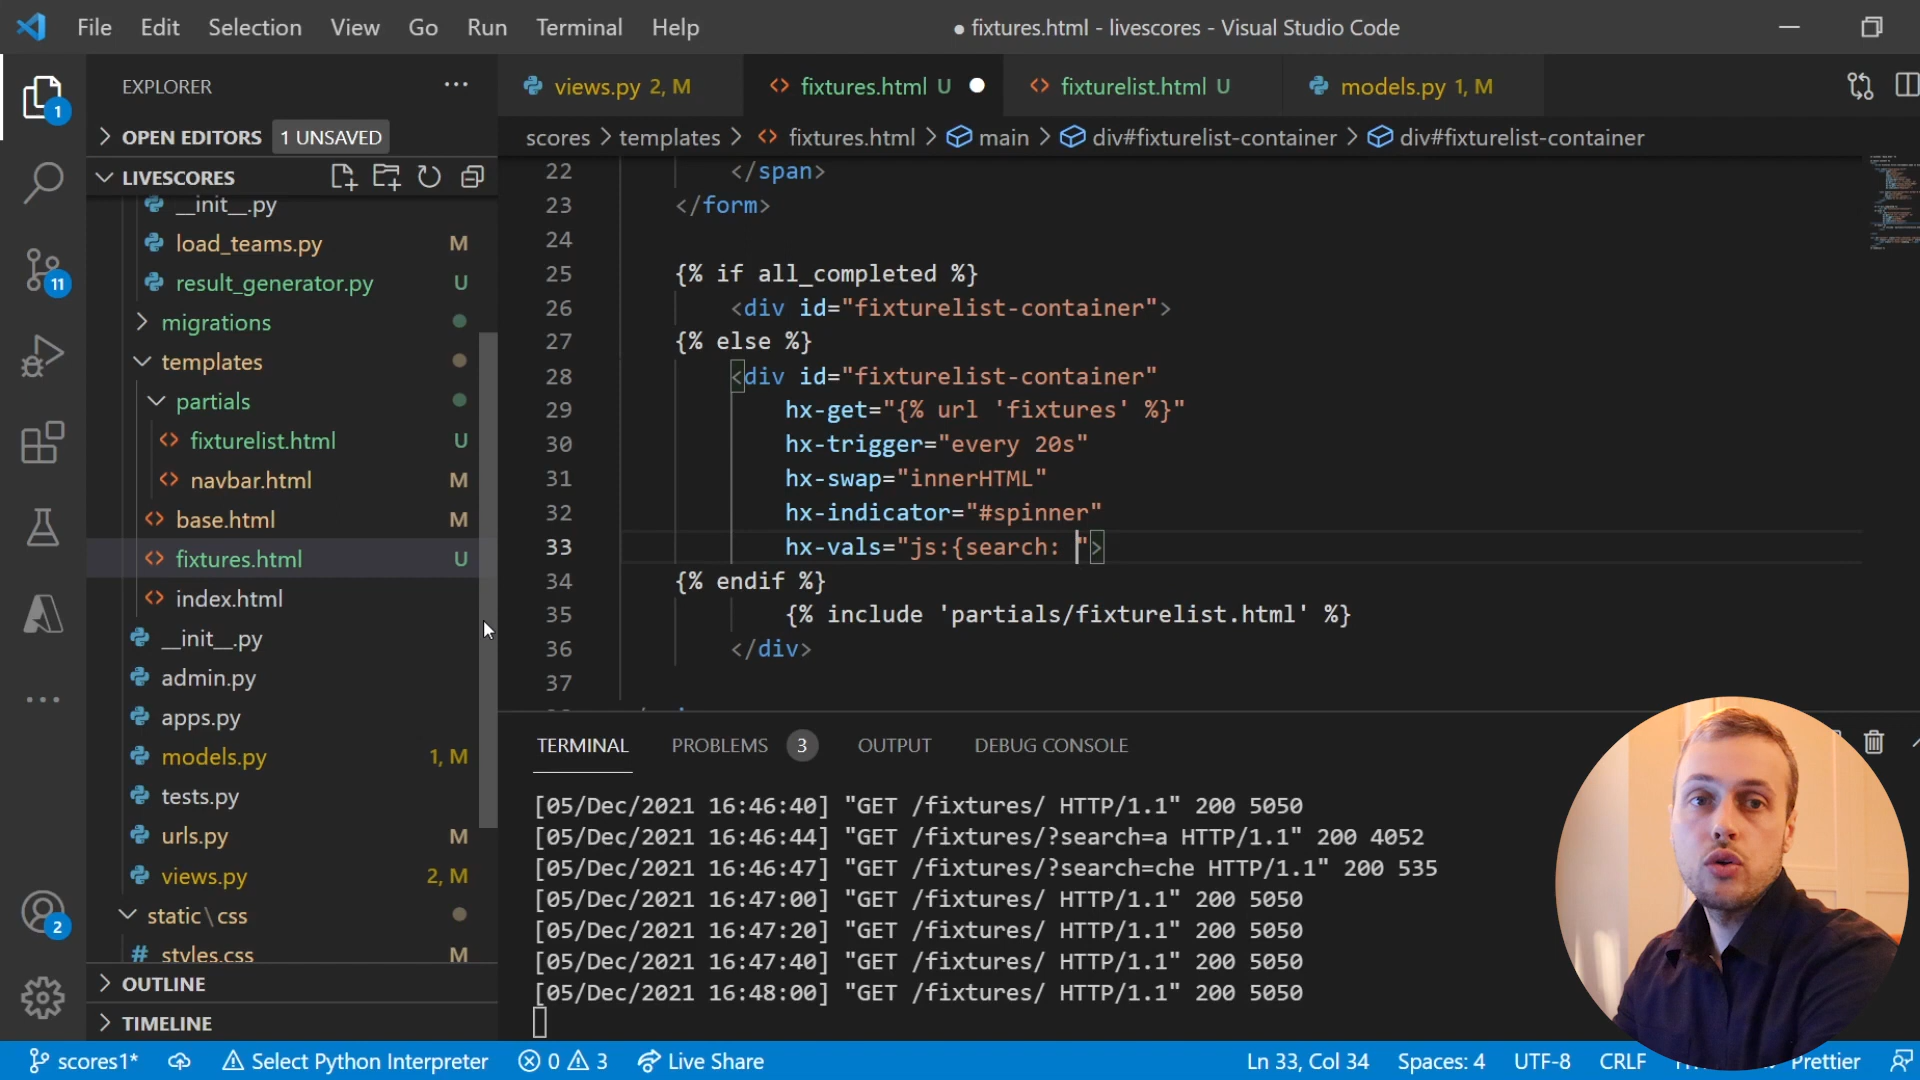 File Edit Selection View Go Run Terminal Help
● fixtures.html - livescores - Visual Studio Code
EXPLORER
views.py 2, M
fixtures.html U
fixturelist.html U
models.py 1, M
OPEN EDITORS 1 UNSAVED
scores > templates > fixtures.html > main > div#fixturelist-container > div#fixturelist-container
LIVESCORES
__init__.py
load_teams.py M
result_generator.py U
migrations
templates
partials
fixturelist.html U
navbar.html M
base.html M
fixtures.html U
index.html
__init__.py
admin.py
apps.py
models.py 1, M
tests.py
urls.py M
views.py 2, M
static\css
styles.css M
OUTLINE
TIMELINE
1
11
2
22 </span>
23 </form>
24
25 {% if all_completed %}
26 <div id="fixturelist-container">
27 {% else %}
28 <div id="fixturelist-container"
29 hx-get="{% url 'fixtures' %}"
30 hx-trigger="every 20s"
31 hx-swap="innerHTML"
32 hx-indicator="#spinner"
33 hx-vals="js:{search: ">
34 {% endif %}
35 {% include 'partials/fixturelist.html' %}
36 </div>
37
TERMINAL PROBLEMS 3 OUTPUT DEBUG CONSOLE
[05/Dec/2021 16:46:40] "GET /fixtures/ HTTP/1.1" 200 5050
[05/Dec/2021 16:46:44] "GET /fixtures/?search=a HTTP/1.1" 200 4052
[05/Dec/2021 16:46:47] "GET /fixtures/?search=che HTTP/1.1" 200 535
[05/Dec/2021 16:47:00] "GET /fixtures/ HTTP/1.1" 200 5050
[05/Dec/2021 16:47:20] "GET /fixtures/ HTTP/1.1" 200 5050
[05/Dec/2021 16:47:40] "GET /fixtures/ HTTP/1.1" 200 5050
[05/Dec/2021 16:48:00] "GET /fixtures/ HTTP/1.1" 200 5050
scores1* Select Python Interpreter 0 3 Live Share Ln 33, Col 34 Spaces: 4 UTF-8 CRLF Prettier